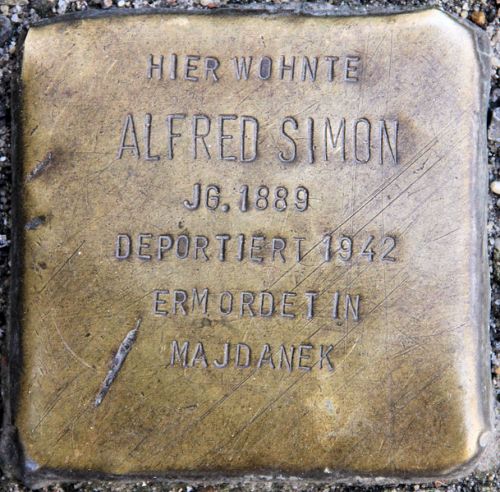 HIER WOHNTE
ALFRED SIMON
JG. 1889
DEPORTIERT 1942
ERMORDET IN
MAJDANEK